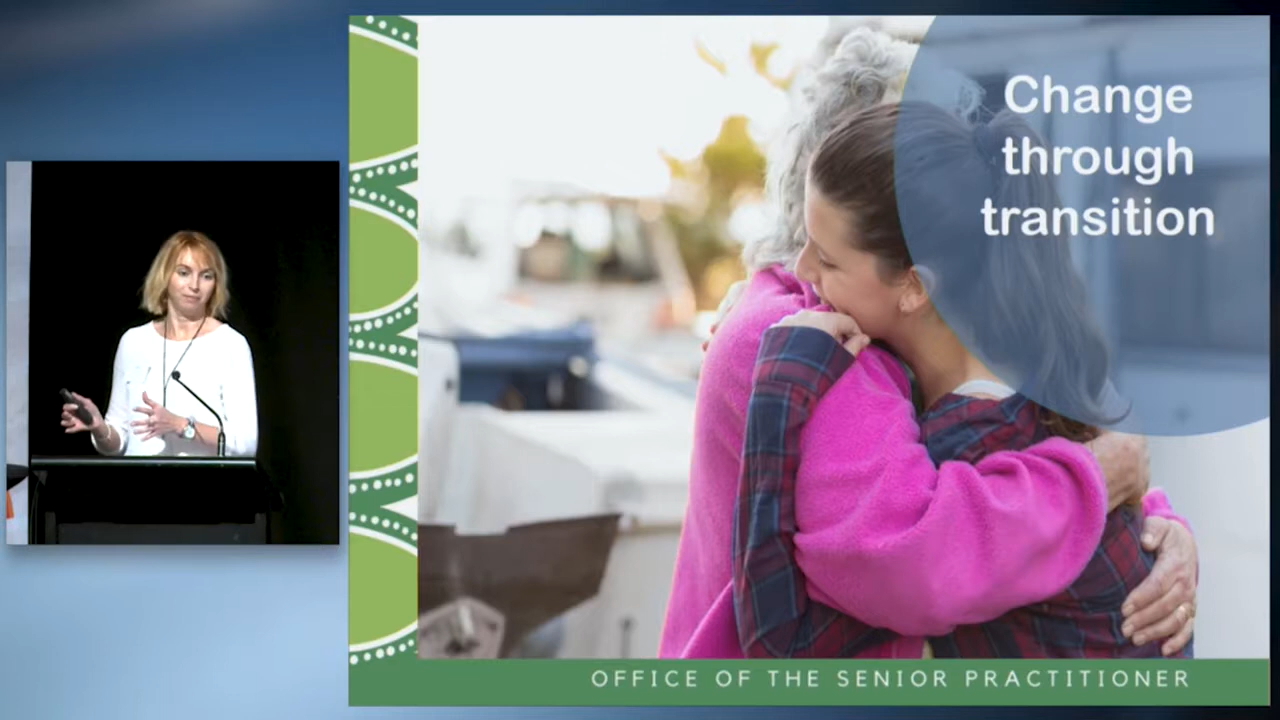 Change
through
transition
OFFICE OF THE SENIOR PRACTITIONER